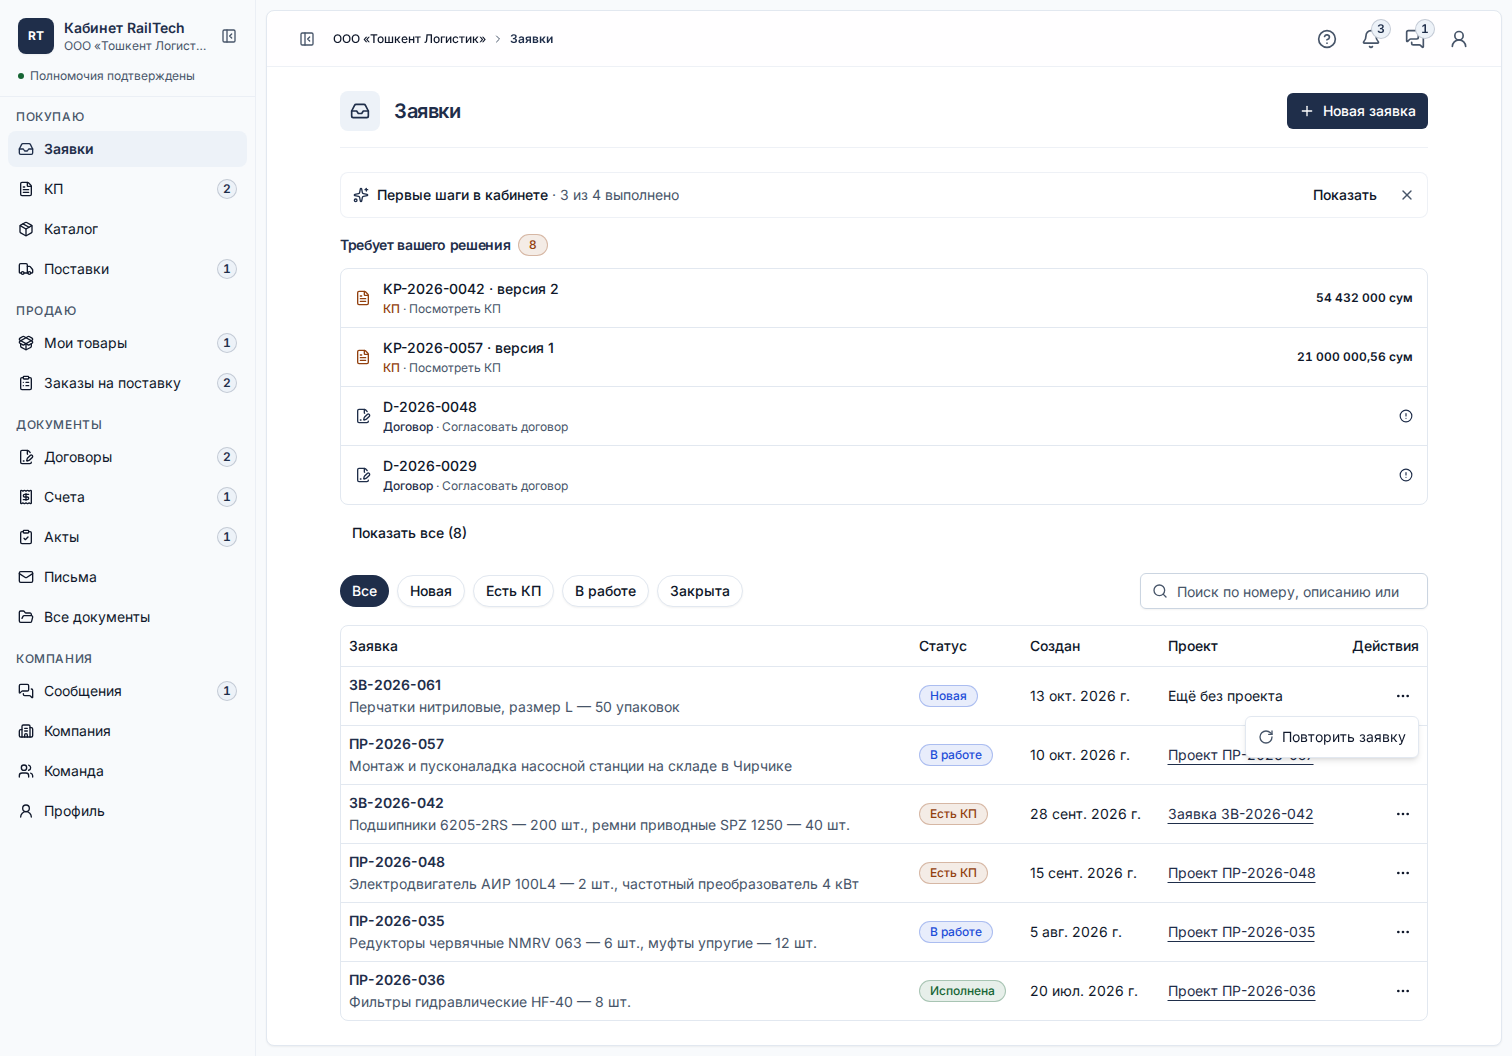 RT
Кабинет RailTech
ООО «Тошкент Логист...
Полномочия подтверждены
ПОКУПАЮ
Заявки
КП 2
Каталог
Поставки 1
ПРОДАЮ
Мои товары 1
Заказы на поставку 2
ДОКУМЕНТЫ
Договоры 2
Счета 1
Акты 1
Письма
Все документы
КОМПАНИЯ
Сообщения 1
Компания
Команда
Профиль
ООО «Тошкент Логистик» > Заявки
3
1
Заявки
+ Новая заявка
Первые шаги в кабинете · 3 из 4 выполнено
Показать
Требует вашего решения 8
КР-2026-0042 · версия 2
КП · Посмотреть КП
54 432 000 сум
КР-2026-0057 · версия 1
КП · Посмотреть КП
21 000 000,56 сум
D-2026-0048
Договор · Согласовать договор
D-2026-0029
Договор · Согласовать договор
Показать все (8)
Все Новая Есть КП В работе Закрыта
Поиск по номеру, описанию или
Заявка Статус Создан Проект Действия
ЗВ-2026-061
Перчатки нитриловые, размер L — 50 упаковок
Новая
13 окт. 2026 г.
Ещё без проекта
Повторить заявку
ПР-2026-057
Монтаж и пусконаладка насосной станции на складе в Чирчике
В работе
10 окт. 2026 г.
Проект ПР-2026-057
ЗВ-2026-042
Подшипники 6205-2RS — 200 шт., ремни приводные SPZ 1250 — 40 шт.
Есть КП
28 сент. 2026 г.
Заявка ЗВ-2026-042
ПР-2026-048
Электродвигатель АИР 100L4 — 2 шт., частотный преобразователь 4 кВт
Есть КП
15 сент. 2026 г.
Проект ПР-2026-048
ПР-2026-035
Редукторы червячные NMRV 063 — 6 шт., муфты упругие — 12 шт.
В работе
5 авг. 2026 г.
Проект ПР-2026-035
ПР-2026-036
Фильтры гидравлические HF-40 — 8 шт.
Исполнена
20 июл. 2026 г.
Проект ПР-2026-036